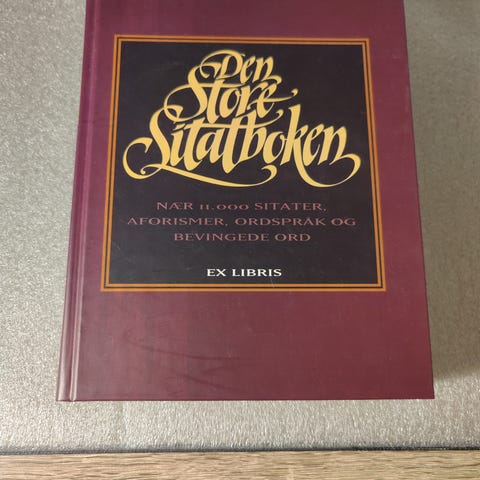 Den
Store
Sitatboken
NÆR 11.000 SITATER,
AFORISMER, ORDSPRÅK OG
BEVINGEDE ORD
EX LIBRIS